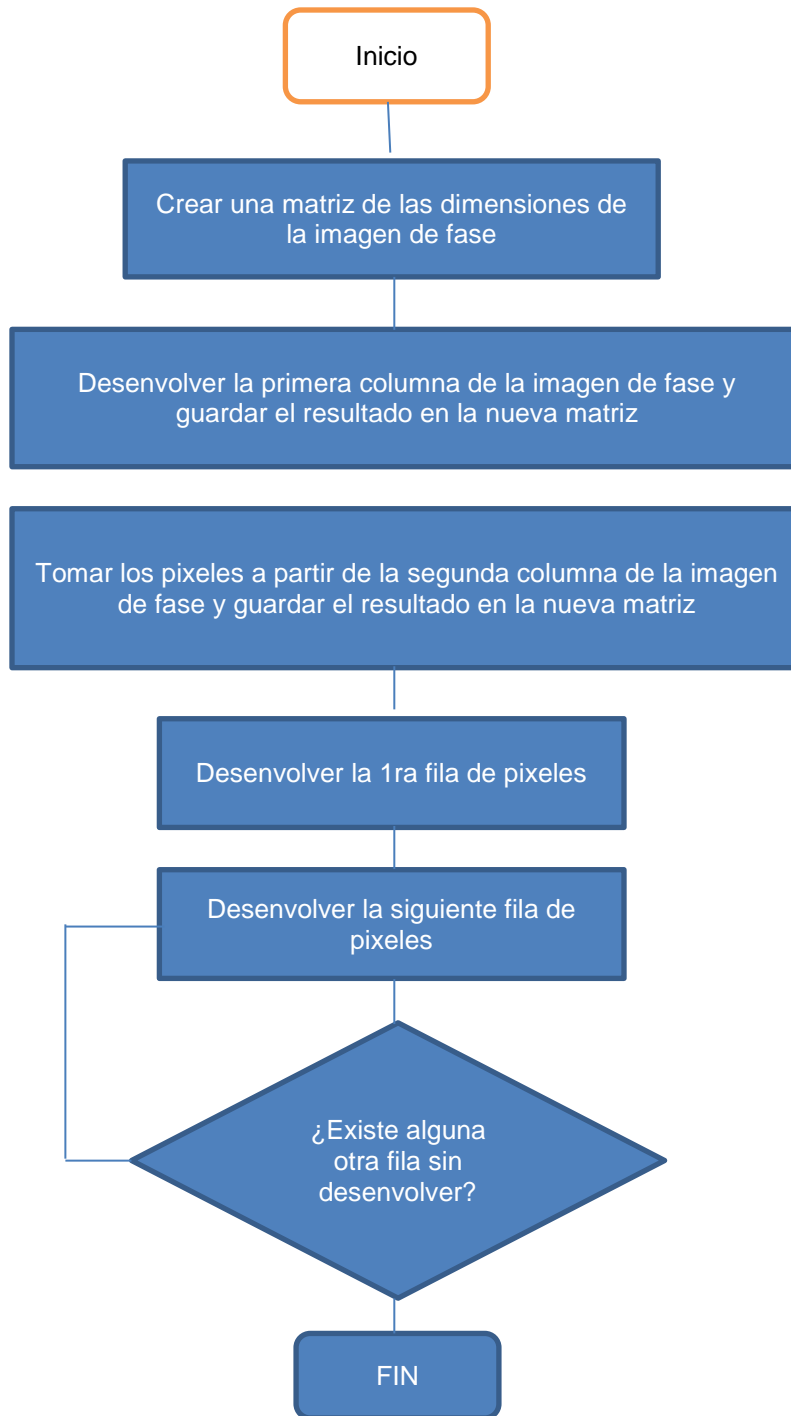 Inicio
Crear una matriz de las dimensiones de
la imagen de fase
Desenvolver la primera columna de la imagen de fase y
guardar el resultado en la nueva matriz
Tomar los pixeles a partir de la segunda columna de la imagen
de fase y guardar el resultado en la nueva matriz
Desenvolver la 1ra fila de pixeles
Desenvolver la siguiente fila de
pixeles
¿Existe alguna
otra fila sin
desenvolver?
FIN